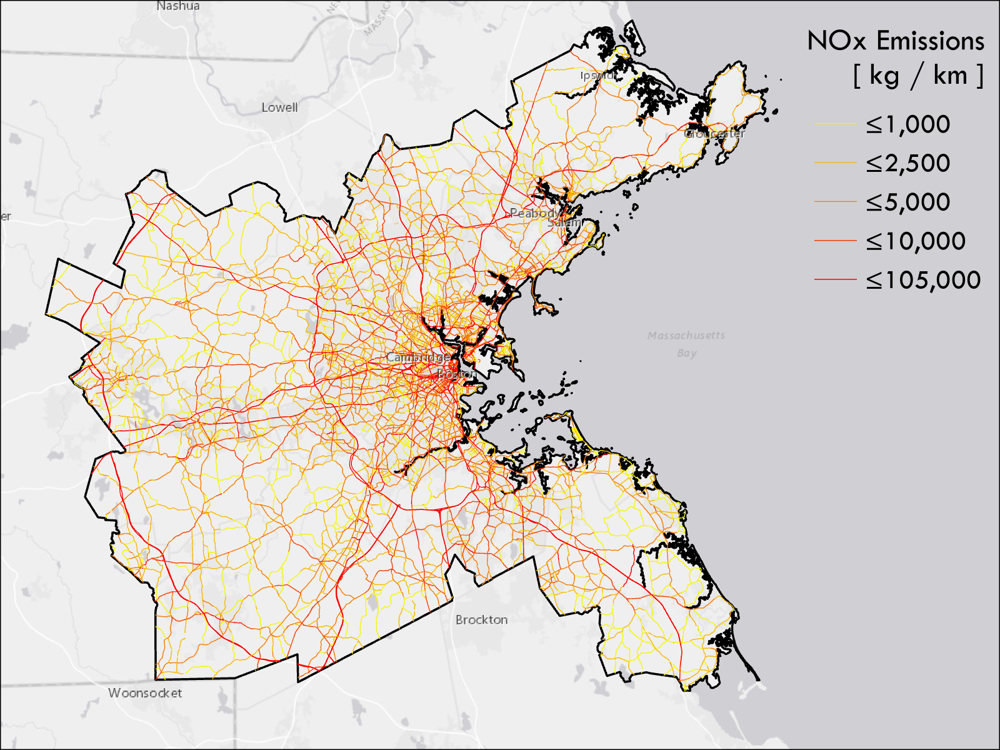 Nashua
NOx Emissions
[ kg / km ]
Ipswich
Lowell
≤1,000
Gloucester
≤2,500
≤5,000
er
Peabody
Salem
≤10,000
≤105,000
Massachusetts
Bay
Cambridge
Boston
Brockton
Woonsocket